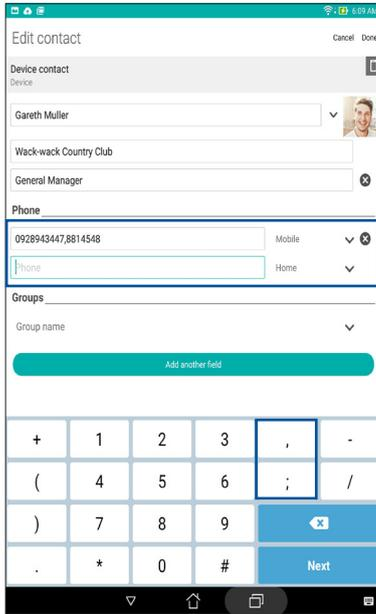 6:09 AM
Edit contact Cancel Done
Device contact
Device
Gareth Muller
Wack-wack Country Club
General Manager
Phone
0928943447,8814548 Mobile
Phone Home
Groups
Group name
Add another field
+ 1 2 3 , -
( 4 5 6 ; /
) 7 8 9
. * 0 # Next